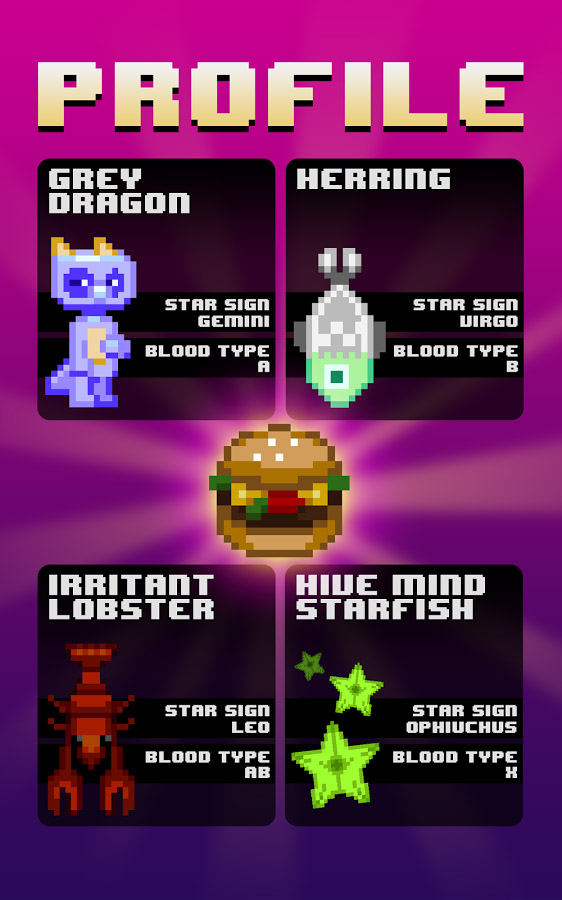 PROFILE
GREY
DRAGON
STAR SIGN
GEMINI
BLOOD TYPE
A
HERRING
STAR SIGN
VIRGO
BLOOD TYPE
B
IRRITANT
LOBSTER
STAR SIGN
LEO
BLOOD TYPE
AB
HIVE MIND
STARFISH
STAR SIGN
OPHIUCHUS
BLOOD TYPE
X